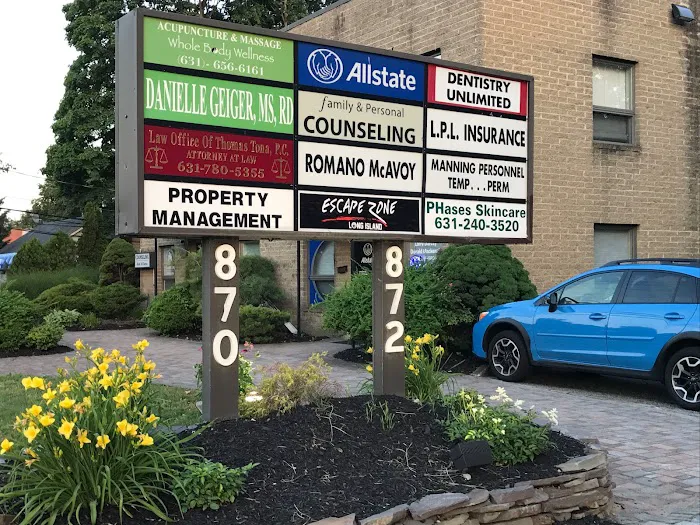 ACUPUNCTURE & MASSAGE
Whole Body Wellness
(631)- 656-6161
DANIELLE GEIGER, MS, RD
Law Office Of Thomas Tona, P.C.
ATTORNEY AT LAW
631-780-5355
PROPERTY
MANAGEMENT
Allstate
family & Personal
COUNSELING
ROMANO McAVOY
ESCAPE ZONE
LONG ISLAND
DENTISTRY
UNLIMITED
L.P.L. INSURANCE
MANNING PERSONNEL
TEMP...PERM
PHases Skincare
631-240-3520
870
872
Allstate